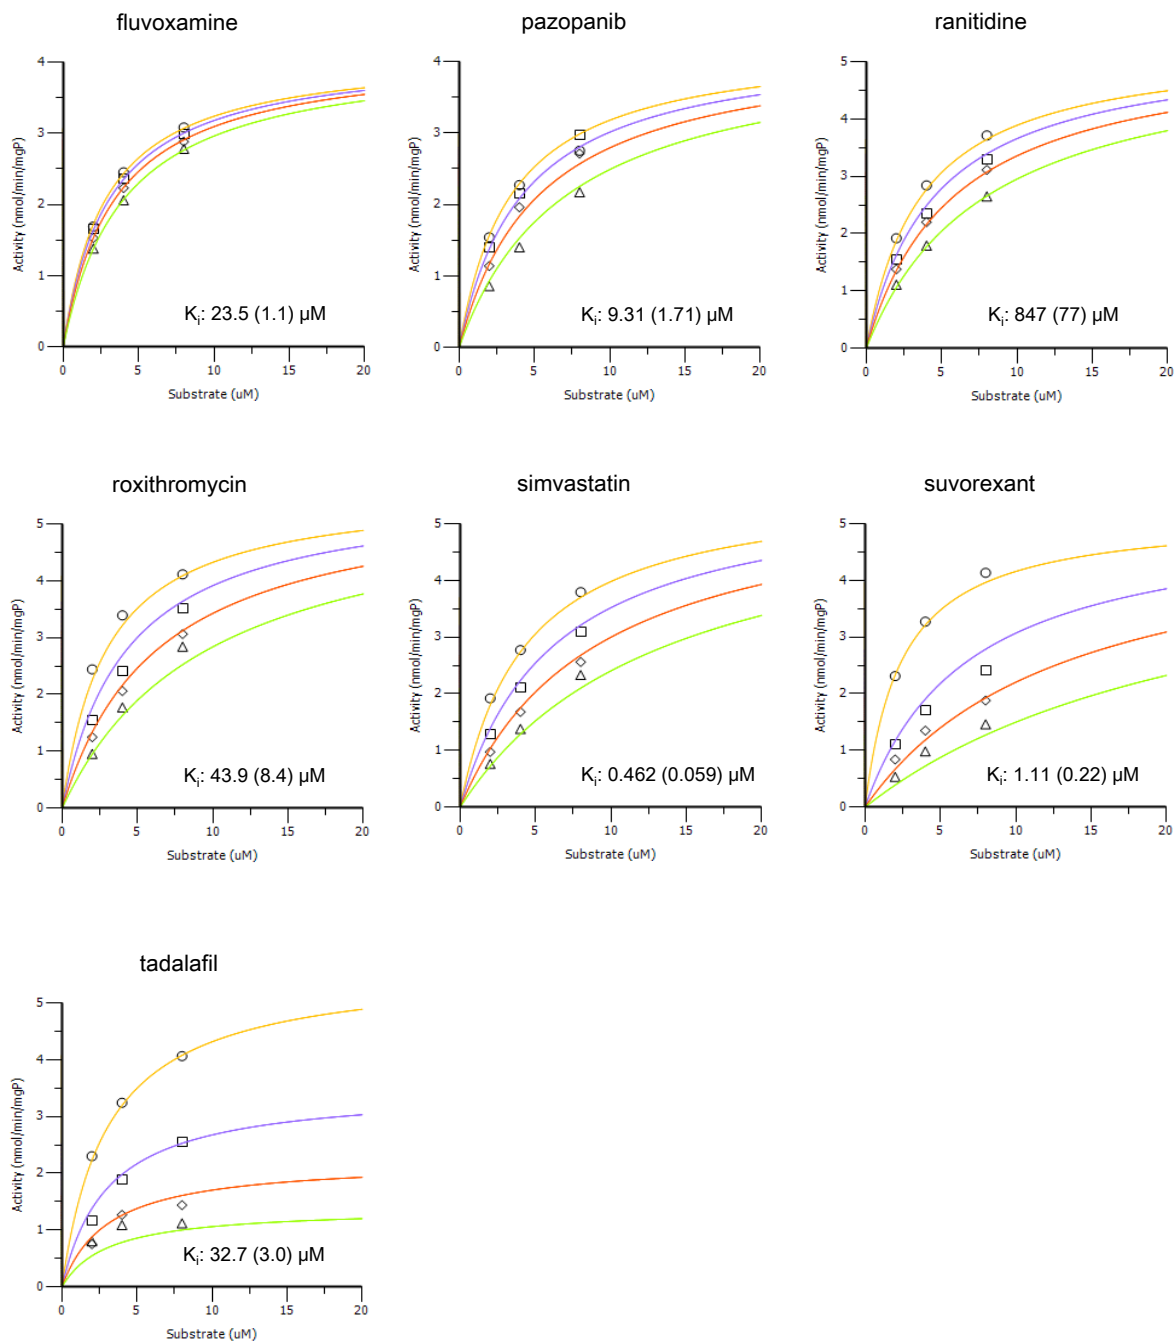 fluvoxamine
pazopanib
ranitidine
4
3
2
1
0
Activity (nmol/min/mgP)
0 5 10 15 20
Substrate (uM)
Ki: 23.5 (1.1) µM
4
3
2
1
0
Activity (nmol/min/mgP)
0 5 10 15 20
Substrate (uM)
Ki: 9.31 (1.71) µM
5
4
3
2
1
0
Activity (nmol/min/mgP)
0 5 10 15 20
Substrate (uM)
Ki: 847 (77) µM
roxithromycin
simvastatin
suvorexant
5
4
3
2
1
0
Activity (nmol/min/mgP)
0 5 10 15 20
Substrate (uM)
Ki: 43.9 (8.4) µM
5
4
3
2
1
0
Activity (nmol/min/mgP)
0 5 10 15 20
Substrate (uM)
Ki: 0.462 (0.059) µM
5
4
3
2
1
0
Activity (nmol/min/mgP)
0 5 10 15 20
Substrate (uM)
Ki: 1.11 (0.22) µM
tadalafil
5
4
3
2
1
0
Activity (nmol/min/mgP)
0 5 10 15 20
Substrate (uM)
Ki: 32.7 (3.0) µM